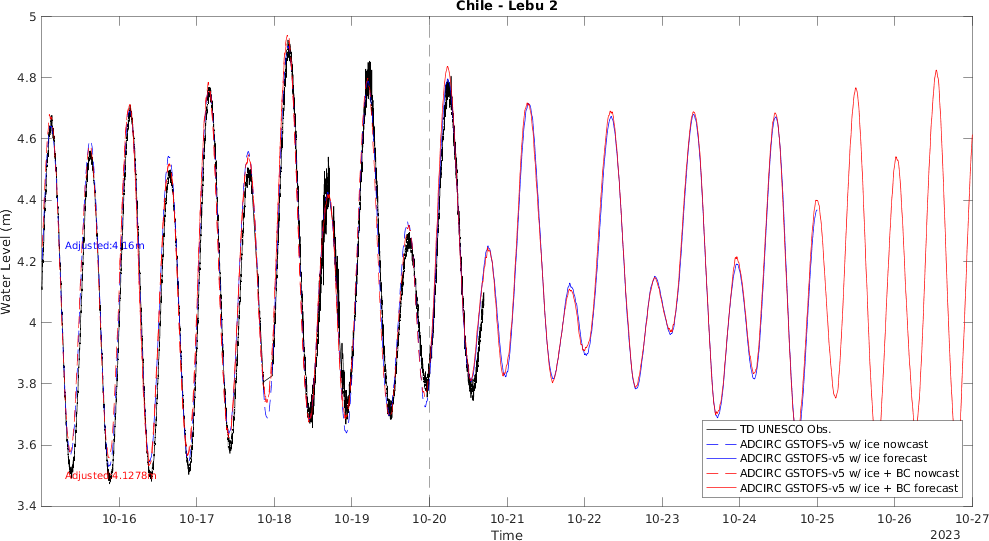 Chile - Lebu 2
5
4.8
4.6
4.4
4.2
4
3.8
3.6
3.4
Water Level (m)
Adjusted:4.16m
Adjusted:4.1278m
TD UNESCO Obs.
ADCIRC GSTOFS-v5 w/ ice nowcast
ADCIRC GSTOFS-v5 w/ ice forecast
ADCIRC GSTOFS-v5 w/ ice + BC nowcast
ADCIRC GSTOFS-v5 w/ ice + BC forecast
10-16 10-17 10-18 10-19 10-20 10-21 10-22 10-23 10-24 10-25 10-26 10-27
Time
2023